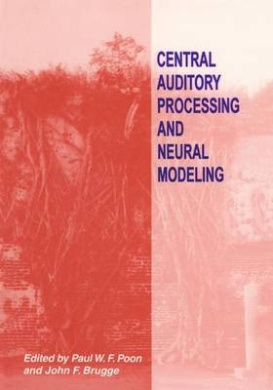 CENTRAL
AUDITORY
PROCESSING
AND
NEURAL
MODELING
Edited by Paul W. F. Poon
and John F. Brugge